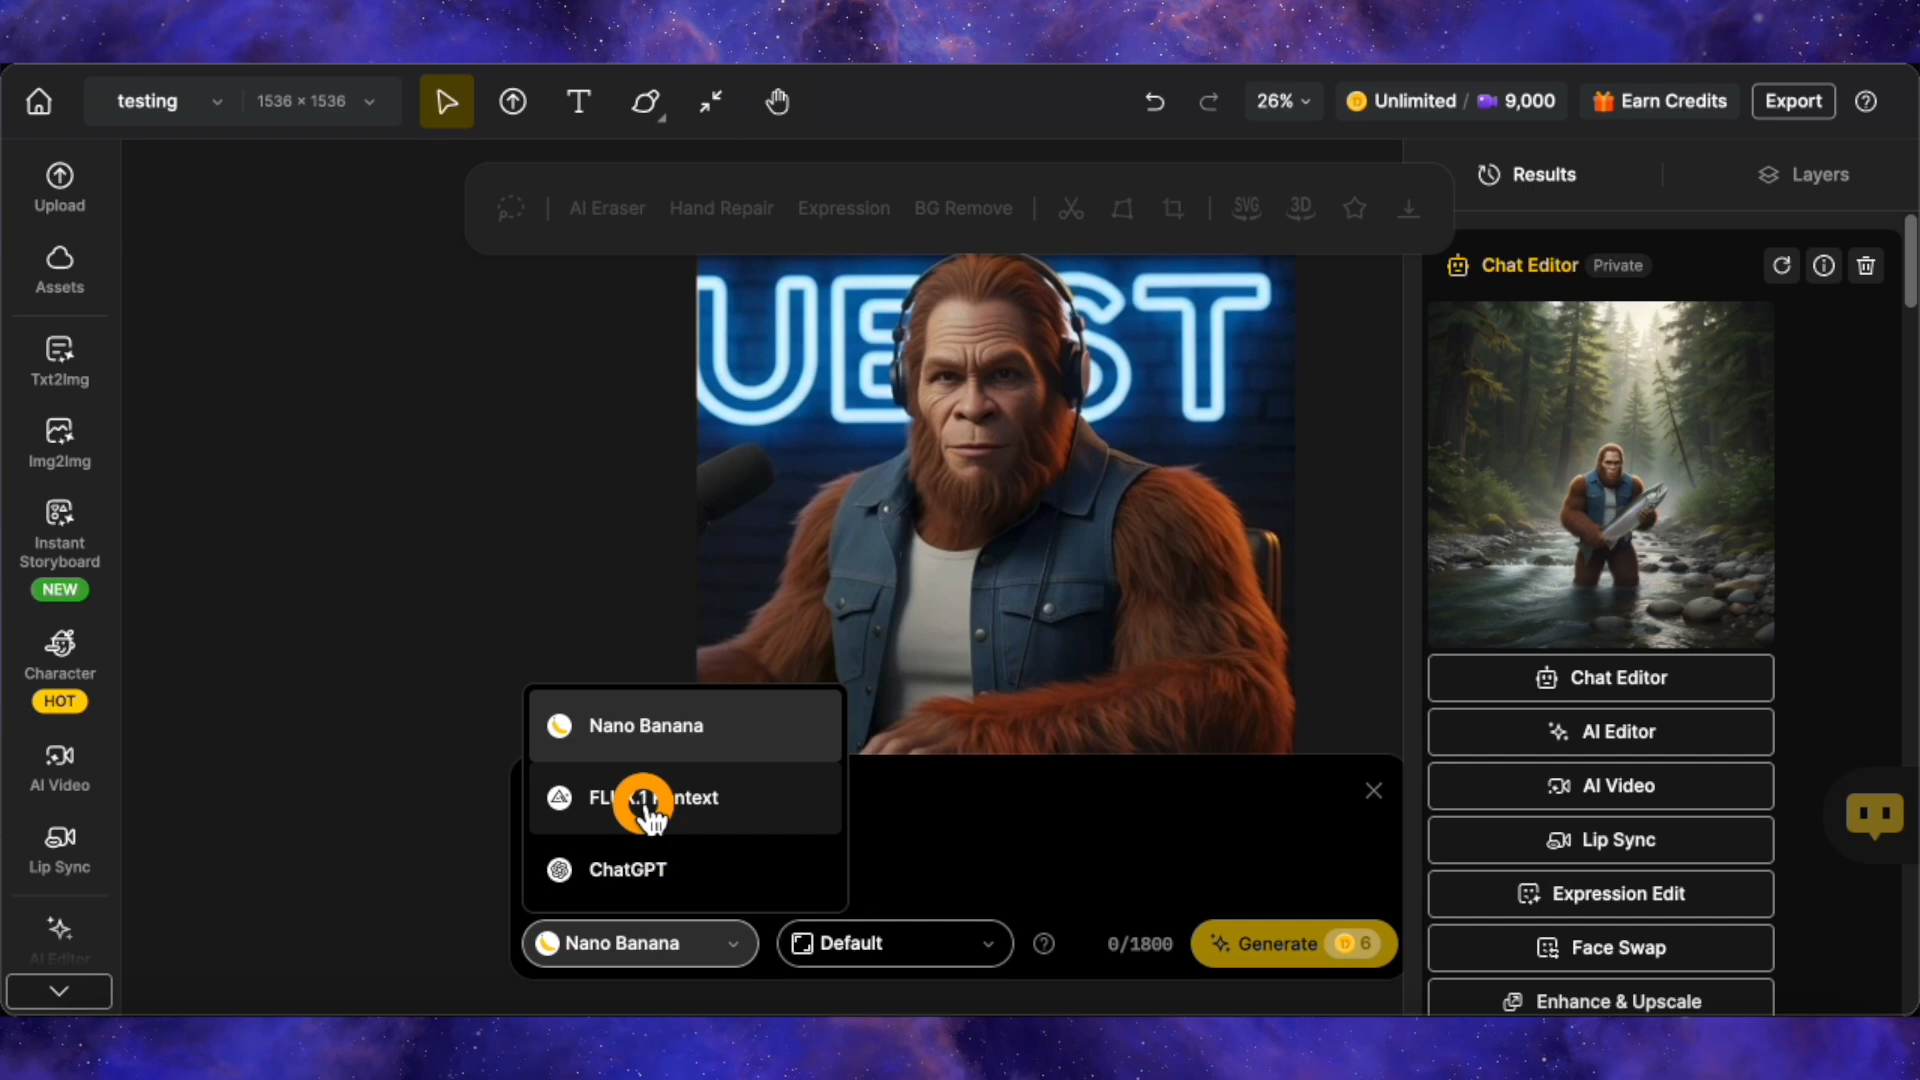 testing
1536 × 1536
T
26%
Unlimited / 9,000
Earn Credits
Export
Upload
Assets
Txt2Img
Img2Img
Instant
Storyboard
NEW
Character
HOT
AI Video
Lip Sync
AI Editor
AI Eraser
Hand Repair
Expression
BG Remove
SVG
3D
UEST
Nano Banana
ChatGPT
Nano Banana
Default
0/1800
Generate 6
Results
Layers
Chat Editor
Private
Chat Editor
AI Editor
AI Video
Lip Sync
Expression Edit
Face Swap
Enhance & Upscale